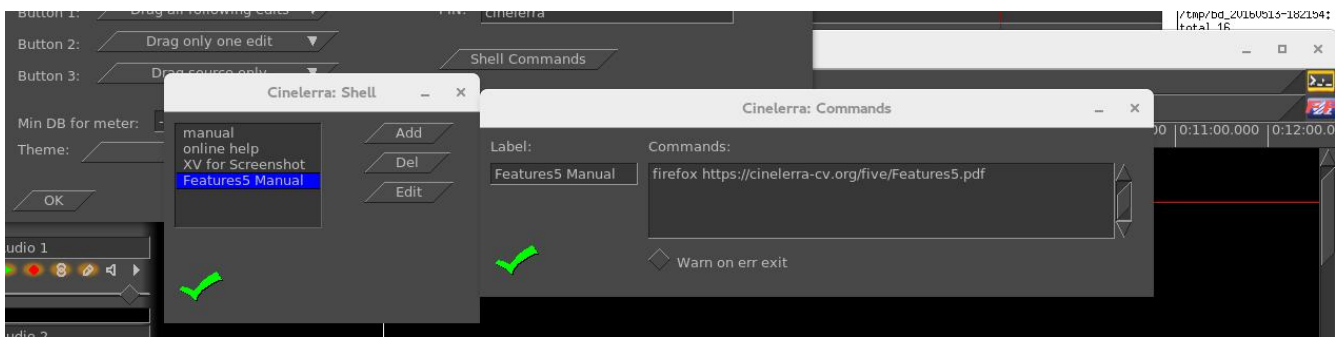 Button 1:
Drag all following edits
PIN:
cinelerra
/tmp/bd_20160513-182154:
total 16
Button 2:
Drag only one edit
Shell Commands
Button 3:
Drag source only
Cinelerra: Shell
Cinelerra: Commands
Min DB for meter:
manual
online help
XV for Screenshot
Features5 Manual
Add
Del
Edit
Label:
Commands:
Features5 Manual
firefox https://cinelerra-cv.org/five/Features5.pdf
Warn on err exit
0:11:00.000
0:12:00.0
Theme:
OK
udio 1
udio 2